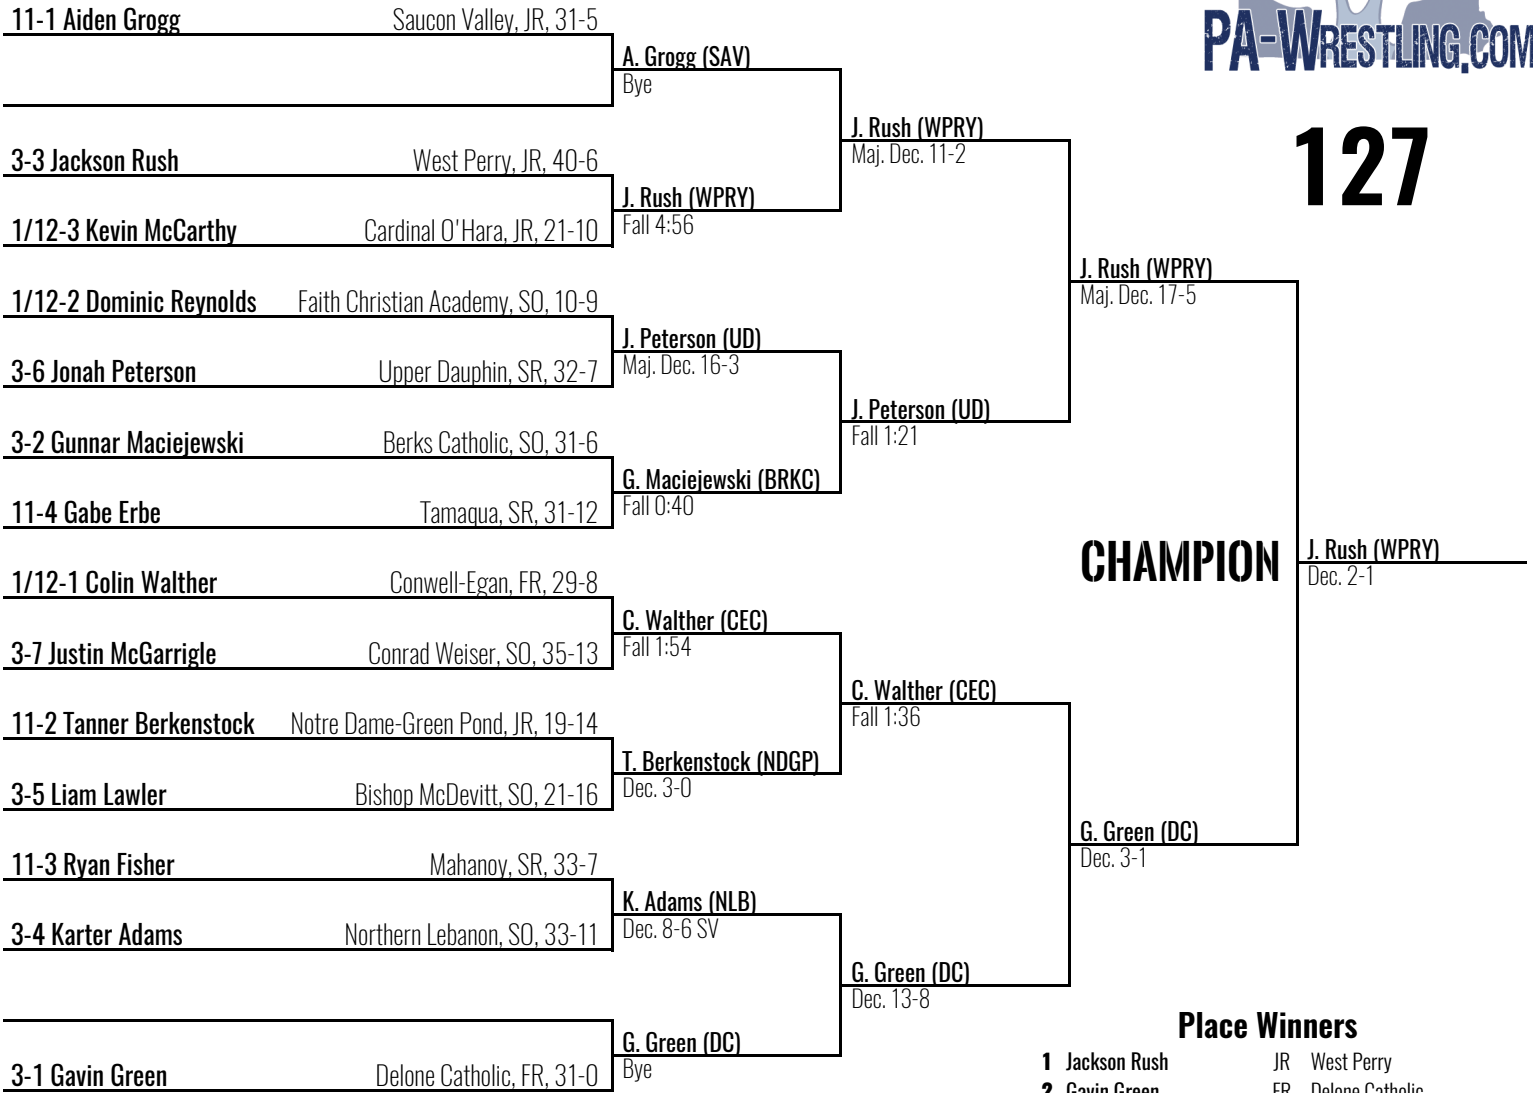 PA-WRESTLING.COM
127
11-1 Aiden Grogg Saucon Valley, JR, 31-5
A. Grogg (SAV)
Bye
J. Rush (WPRY)
Maj. Dec. 11-2
3-3 Jackson Rush West Perry, JR, 40-6
J. Rush (WPRY)
Fall 4:56
1/12-3 Kevin McCarthy Cardinal O'Hara, JR, 21-10
J. Rush (WPRY)
Maj. Dec. 17-5
1/12-2 Dominic Reynolds Faith Christian Academy, SO, 10-9
J. Peterson (UD)
Maj. Dec. 16-3
3-6 Jonah Peterson Upper Dauphin, SR, 32-7
J. Peterson (UD)
Fall 1:21
3-2 Gunnar Maciejewski Berks Catholic, SO, 31-6
G. Maciejewski (BRKC)
Fall 0:40
11-4 Gabe Erbe Tamaqua, SR, 31-12
CHAMPION
J. Rush (WPRY)
Dec. 2-1
1/12-1 Colin Walther Conwell-Egan, FR, 29-8
C. Walther (CEC)
Fall 1:54
3-7 Justin McGarrigle Conrad Weiser, SO, 35-13
C. Walther (CEC)
Fall 1:36
11-2 Tanner Berkenstock Notre Dame-Green Pond, JR, 19-14
T. Berkenstock (NDGP)
Dec. 3-0
3-5 Liam Lawler Bishop McDevitt, SO, 21-16
G. Green (DC)
Dec. 3-1
11-3 Ryan Fisher Mahanoy, SR, 33-7
K. Adams (NLB)
Dec. 8-6 SV
3-4 Karter Adams Northern Lebanon, SO, 33-11
G. Green (DC)
Dec. 13-8
G. Green (DC)
Bye
3-1 Gavin Green Delone Catholic, FR, 31-0
Place Winners
1 Jackson Rush JR West Perry
2 Gavin Green FR Delone Catholic